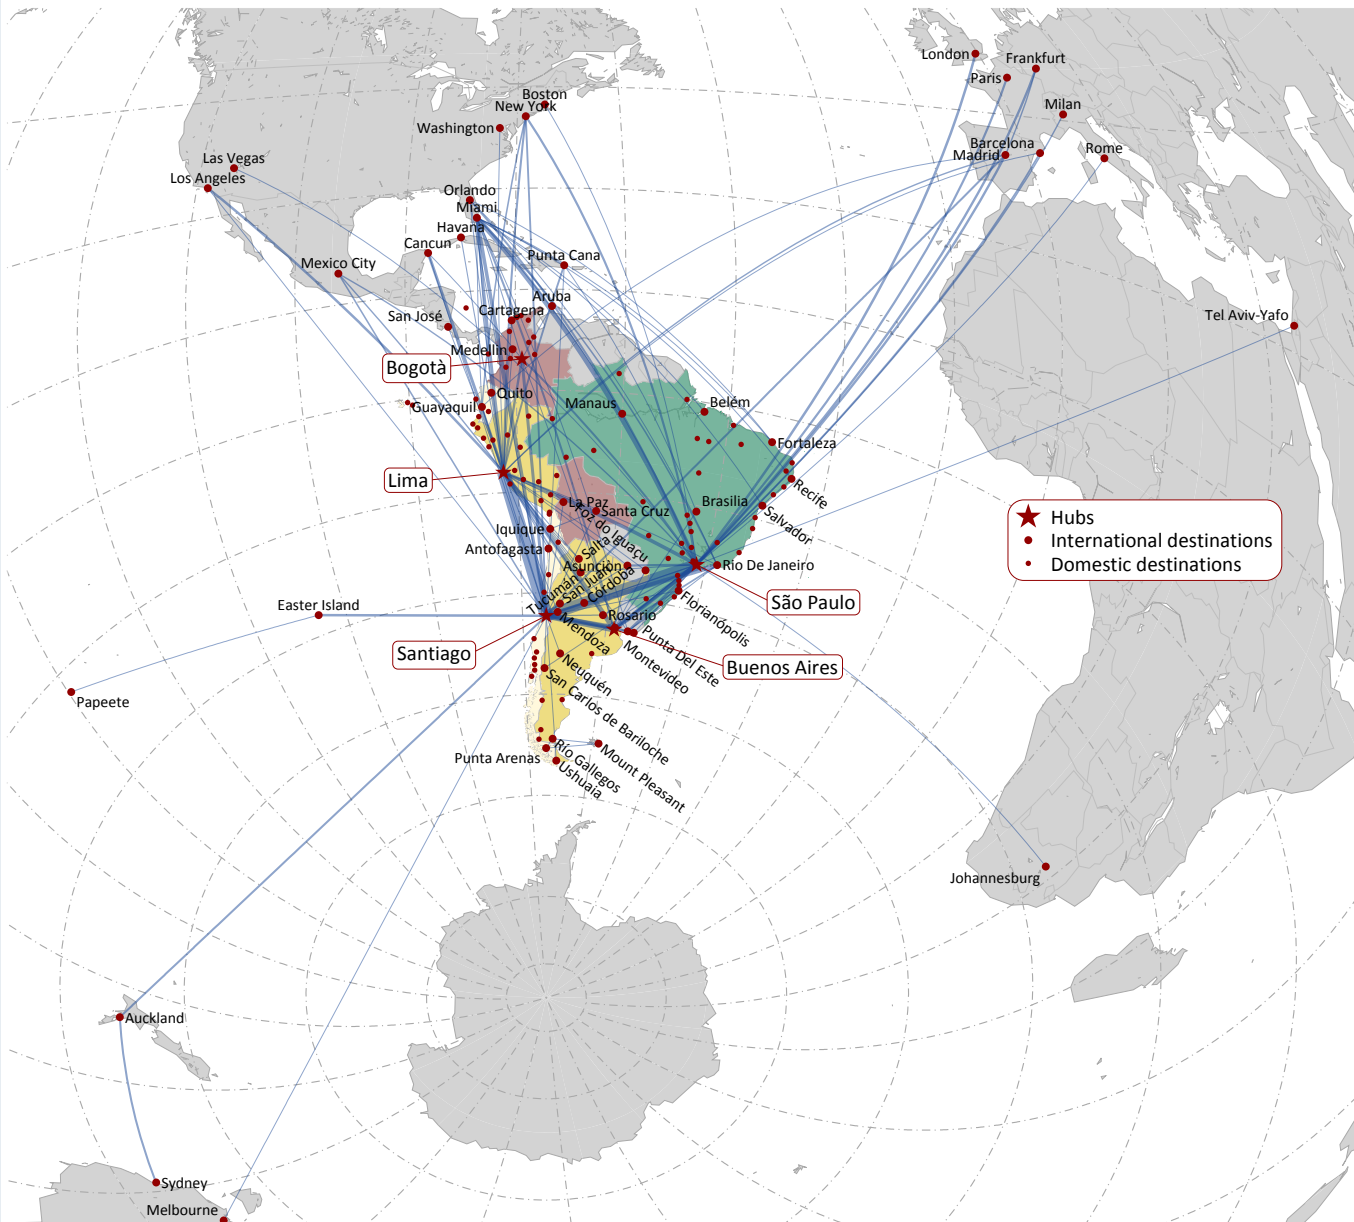 London
Frankfurt
Paris
Boston
New York
Milan
Washington
Barcelona
Madrid
Rome
Las Vegas
Los Angeles
Orlando
Miami
Havana
Cancun
Punta Cana
Mexico City
Aruba
Cartagena
San José
Tel Aviv-Yafo
Medellin
Bogotà
Quito
Guayaquil
Manaus
Belém
Fortaleza
Lima
Recife
La Paz
Santa Cruz
Brasilia
Salvador
Iquique
Foz do Iguaçu
Antofagasta
Salta
Asunción
Rio De Janeiro
Hubs
International destinations
Domestic destinations
Tucumán
San Juan
Córdoba
Easter Island
Rosario
Florianópolis
São Paulo
Mendoza
Punta Del Este
Santiago
Montevideo
Buenos Aires
Neuquén
San Carlos de Bariloche
Papeete
Punta Arenas
Río Gallegos
Mount Pleasant
Ushuaia
Johannesburg
Auckland
Sydney
Melbourne